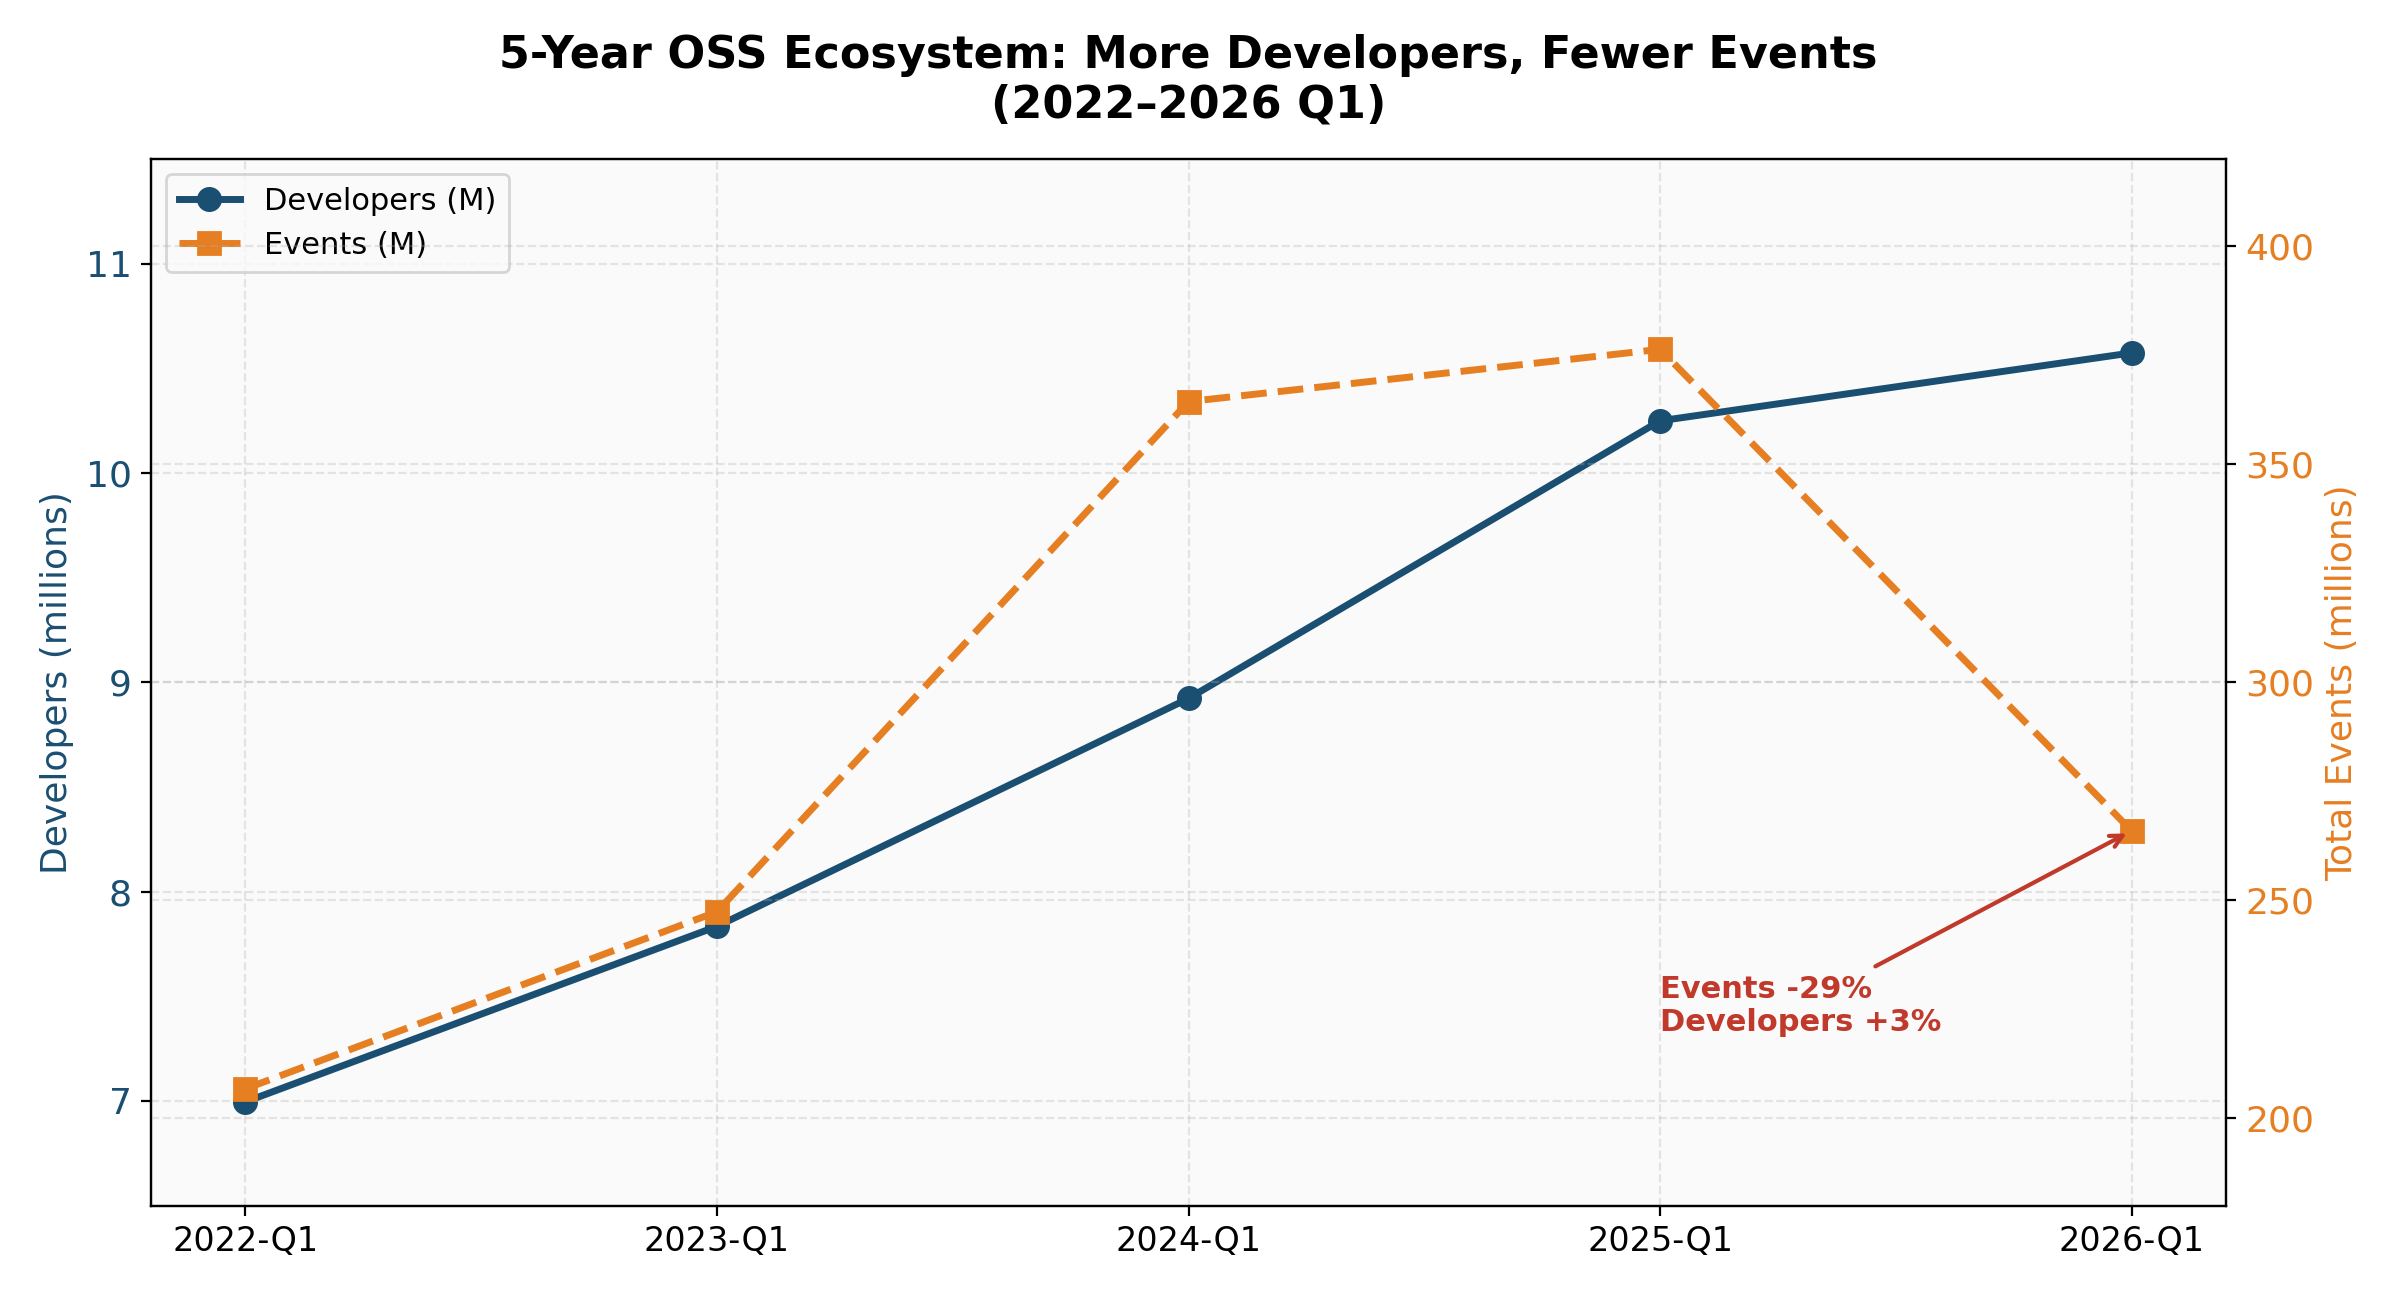 5-Year OSS Ecosystem: More Developers, Fewer Events
(2022–2026 Q1)
Developers (M)
Events (M)
11
10
9
8
7
Developers (millions)
400
350
300
250
200
Total Events (millions)
Events -29%
Developers +3%
2022-Q1
2023-Q1
2024-Q1
2025-Q1
2026-Q1